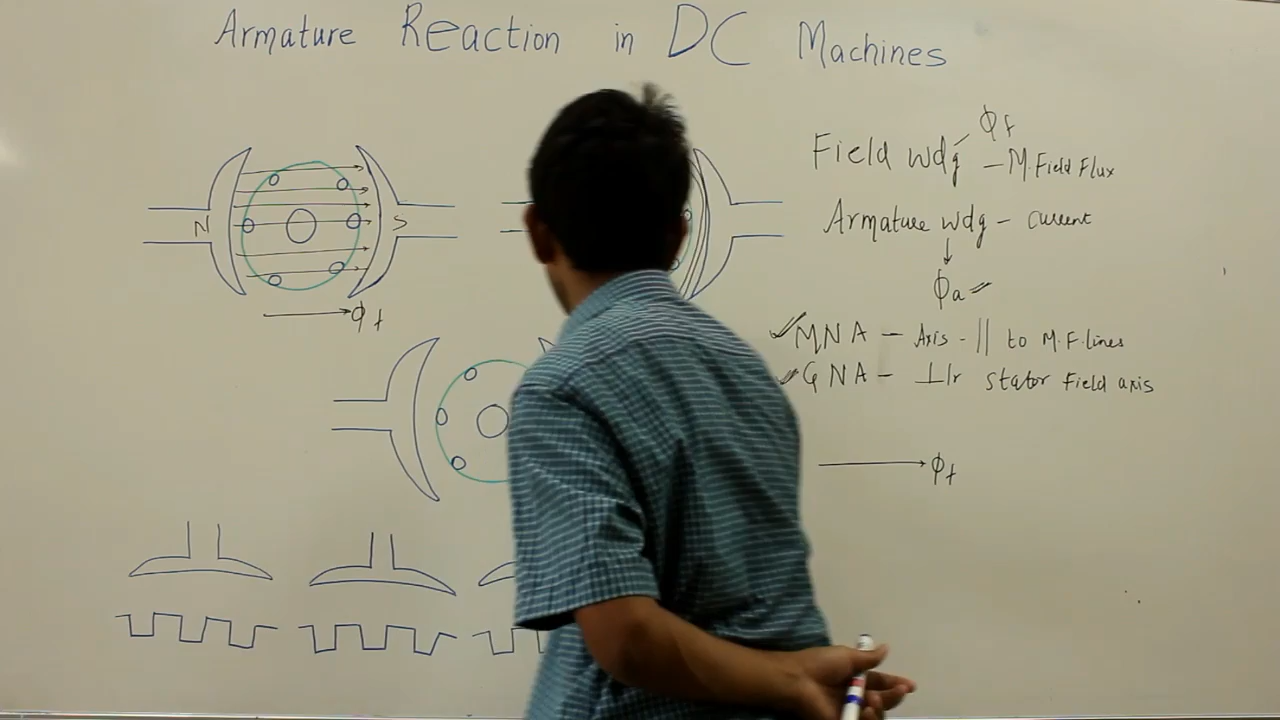 Armature Reaction in DC Machines
N S
ϕf
Field wdg - M. Field Flux
ϕf
Armature wdg - current
ϕa
MNA - Axis - || to M.F. lines
GNA - ⊥lr stator Field axis
ϕf